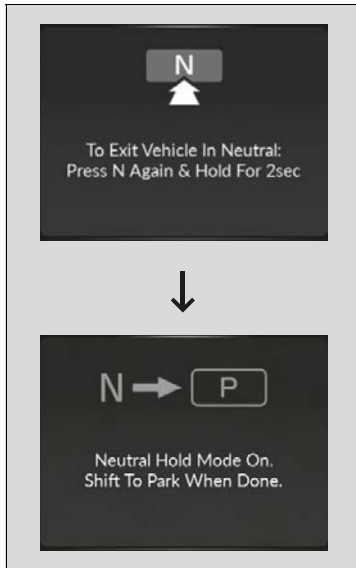 N
To Exit Vehicle In Neutral:
Press N Again & Hold For 2sec
N P
Neutral Hold Mode On.
Shift To Park When Done.